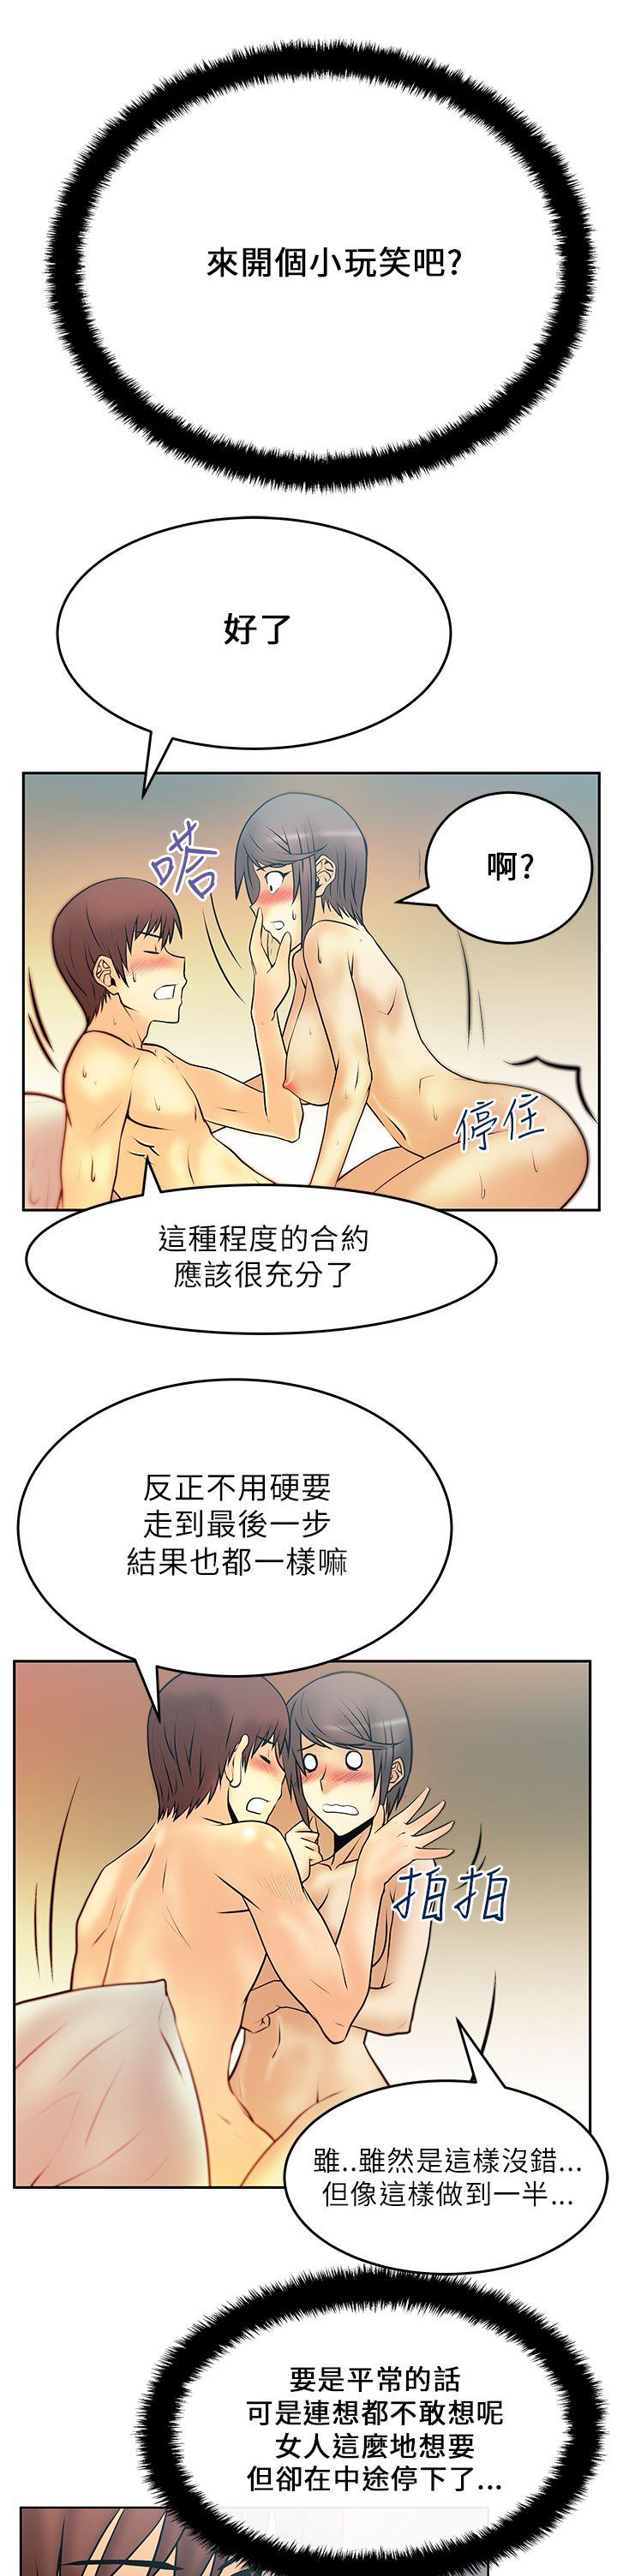 來開個小玩笑吧?
好了
嗒
啊?
停住
這種程度的合約
應該很充分了
反正不用硬要
走到最後一步
結果也都一樣嘛
拍拍
雖..雖然是這樣沒錯...
但像這樣做到一半...
要是平常的話
可是連想都不敢想呢
女人這麼地想要
但卻在中途停下了...